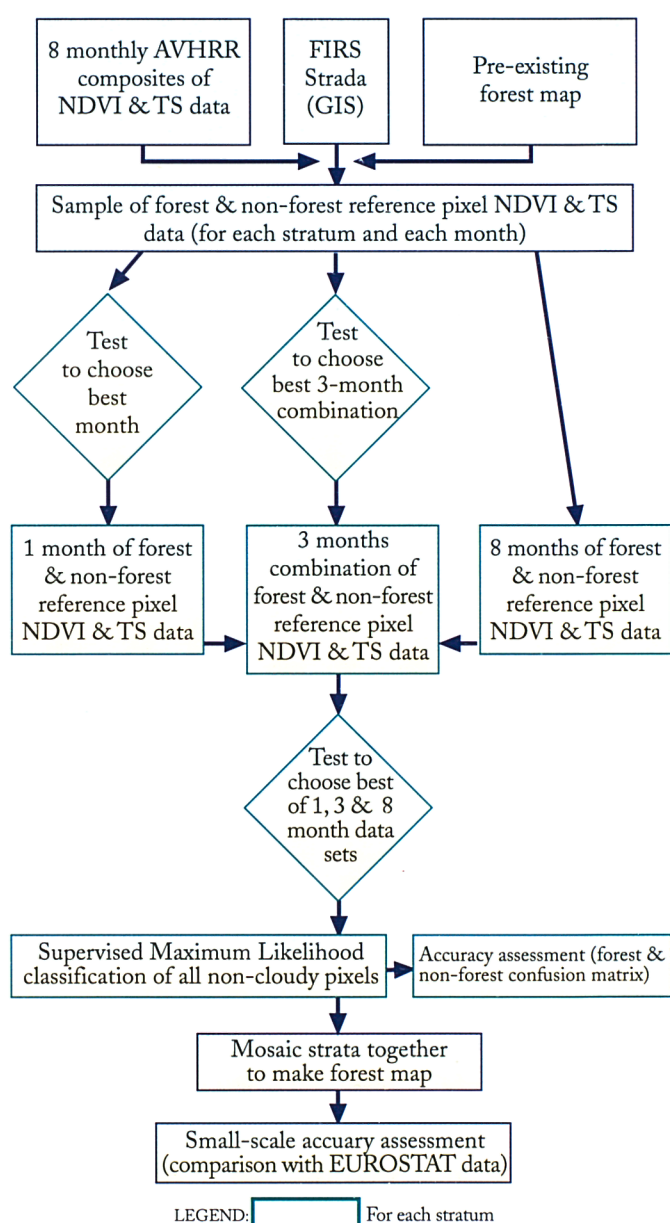 8 monthly AVHRR
composites of
NDVI & TS data
FIRS
Strada
(GIS)
Pre-existing
forest map
Sample of forest & non-forest reference pixel NDVI & TS
data (for each stratum and each month)
Test
to choose
best
month
Test
to choose
best 3-month
combination
1 month of forest
& non-forest
reference pixel
NDVI & TS data
3 months
combination of
forest & non-forest
reference pixel
NDVI & TS data
8 months of forest
& non-forest
reference pixel
NDVI & TS data
Test to
choose best
of 1, 3 & 8
month data
sets
Supervised Maximum Likelihood
classification of all non-cloudy pixels
Accuracy assessment (forest &
non-forest confusion matrix)
Mosaic strata together
to make forest map
Small-scale accuary assessment
(comparison with EUROSTAT data)
LEGEND: For each stratum